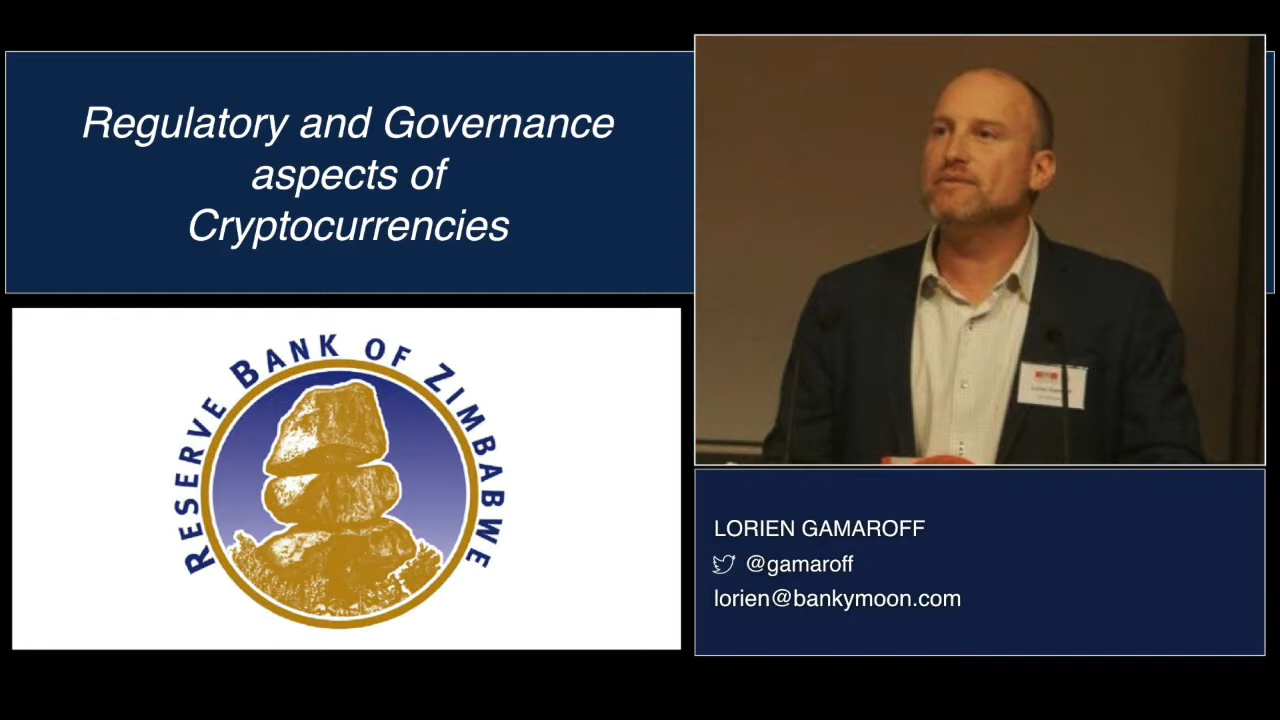 Regulatory and Governance
aspects of
Cryptocurrencies
RESERVE BANK OF ZIMBABWE
LORIEN GAMAROFF
@gamaroff
lorien@bankymoon.com